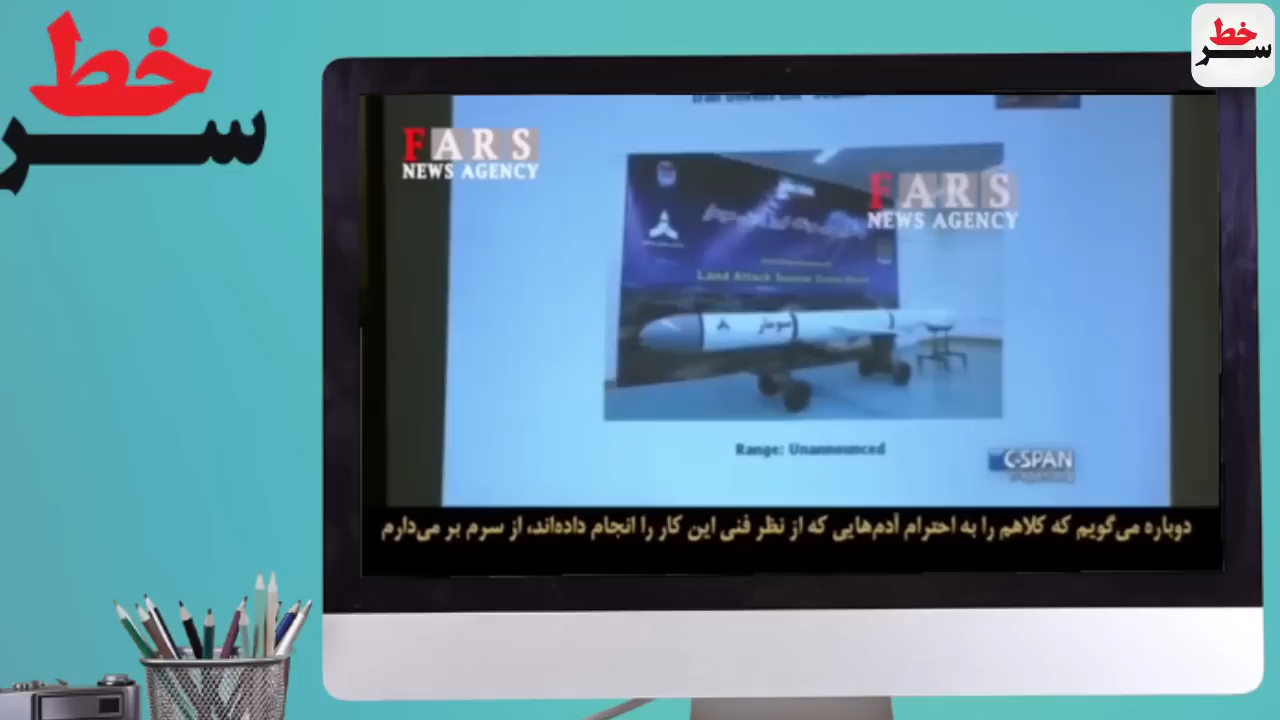 خط
سر
خط
سر
FARS
NEWS AGENCY
FARS
NEWS AGENCY
Land Attack
سومار
Range: Unannounced
C-SPAN
دوباره می‌گویم که کلاهم را به احترام آدم‌هایی که از نظر فنی این کار را انجام داده‌اند، از سرم بر می‌دارم